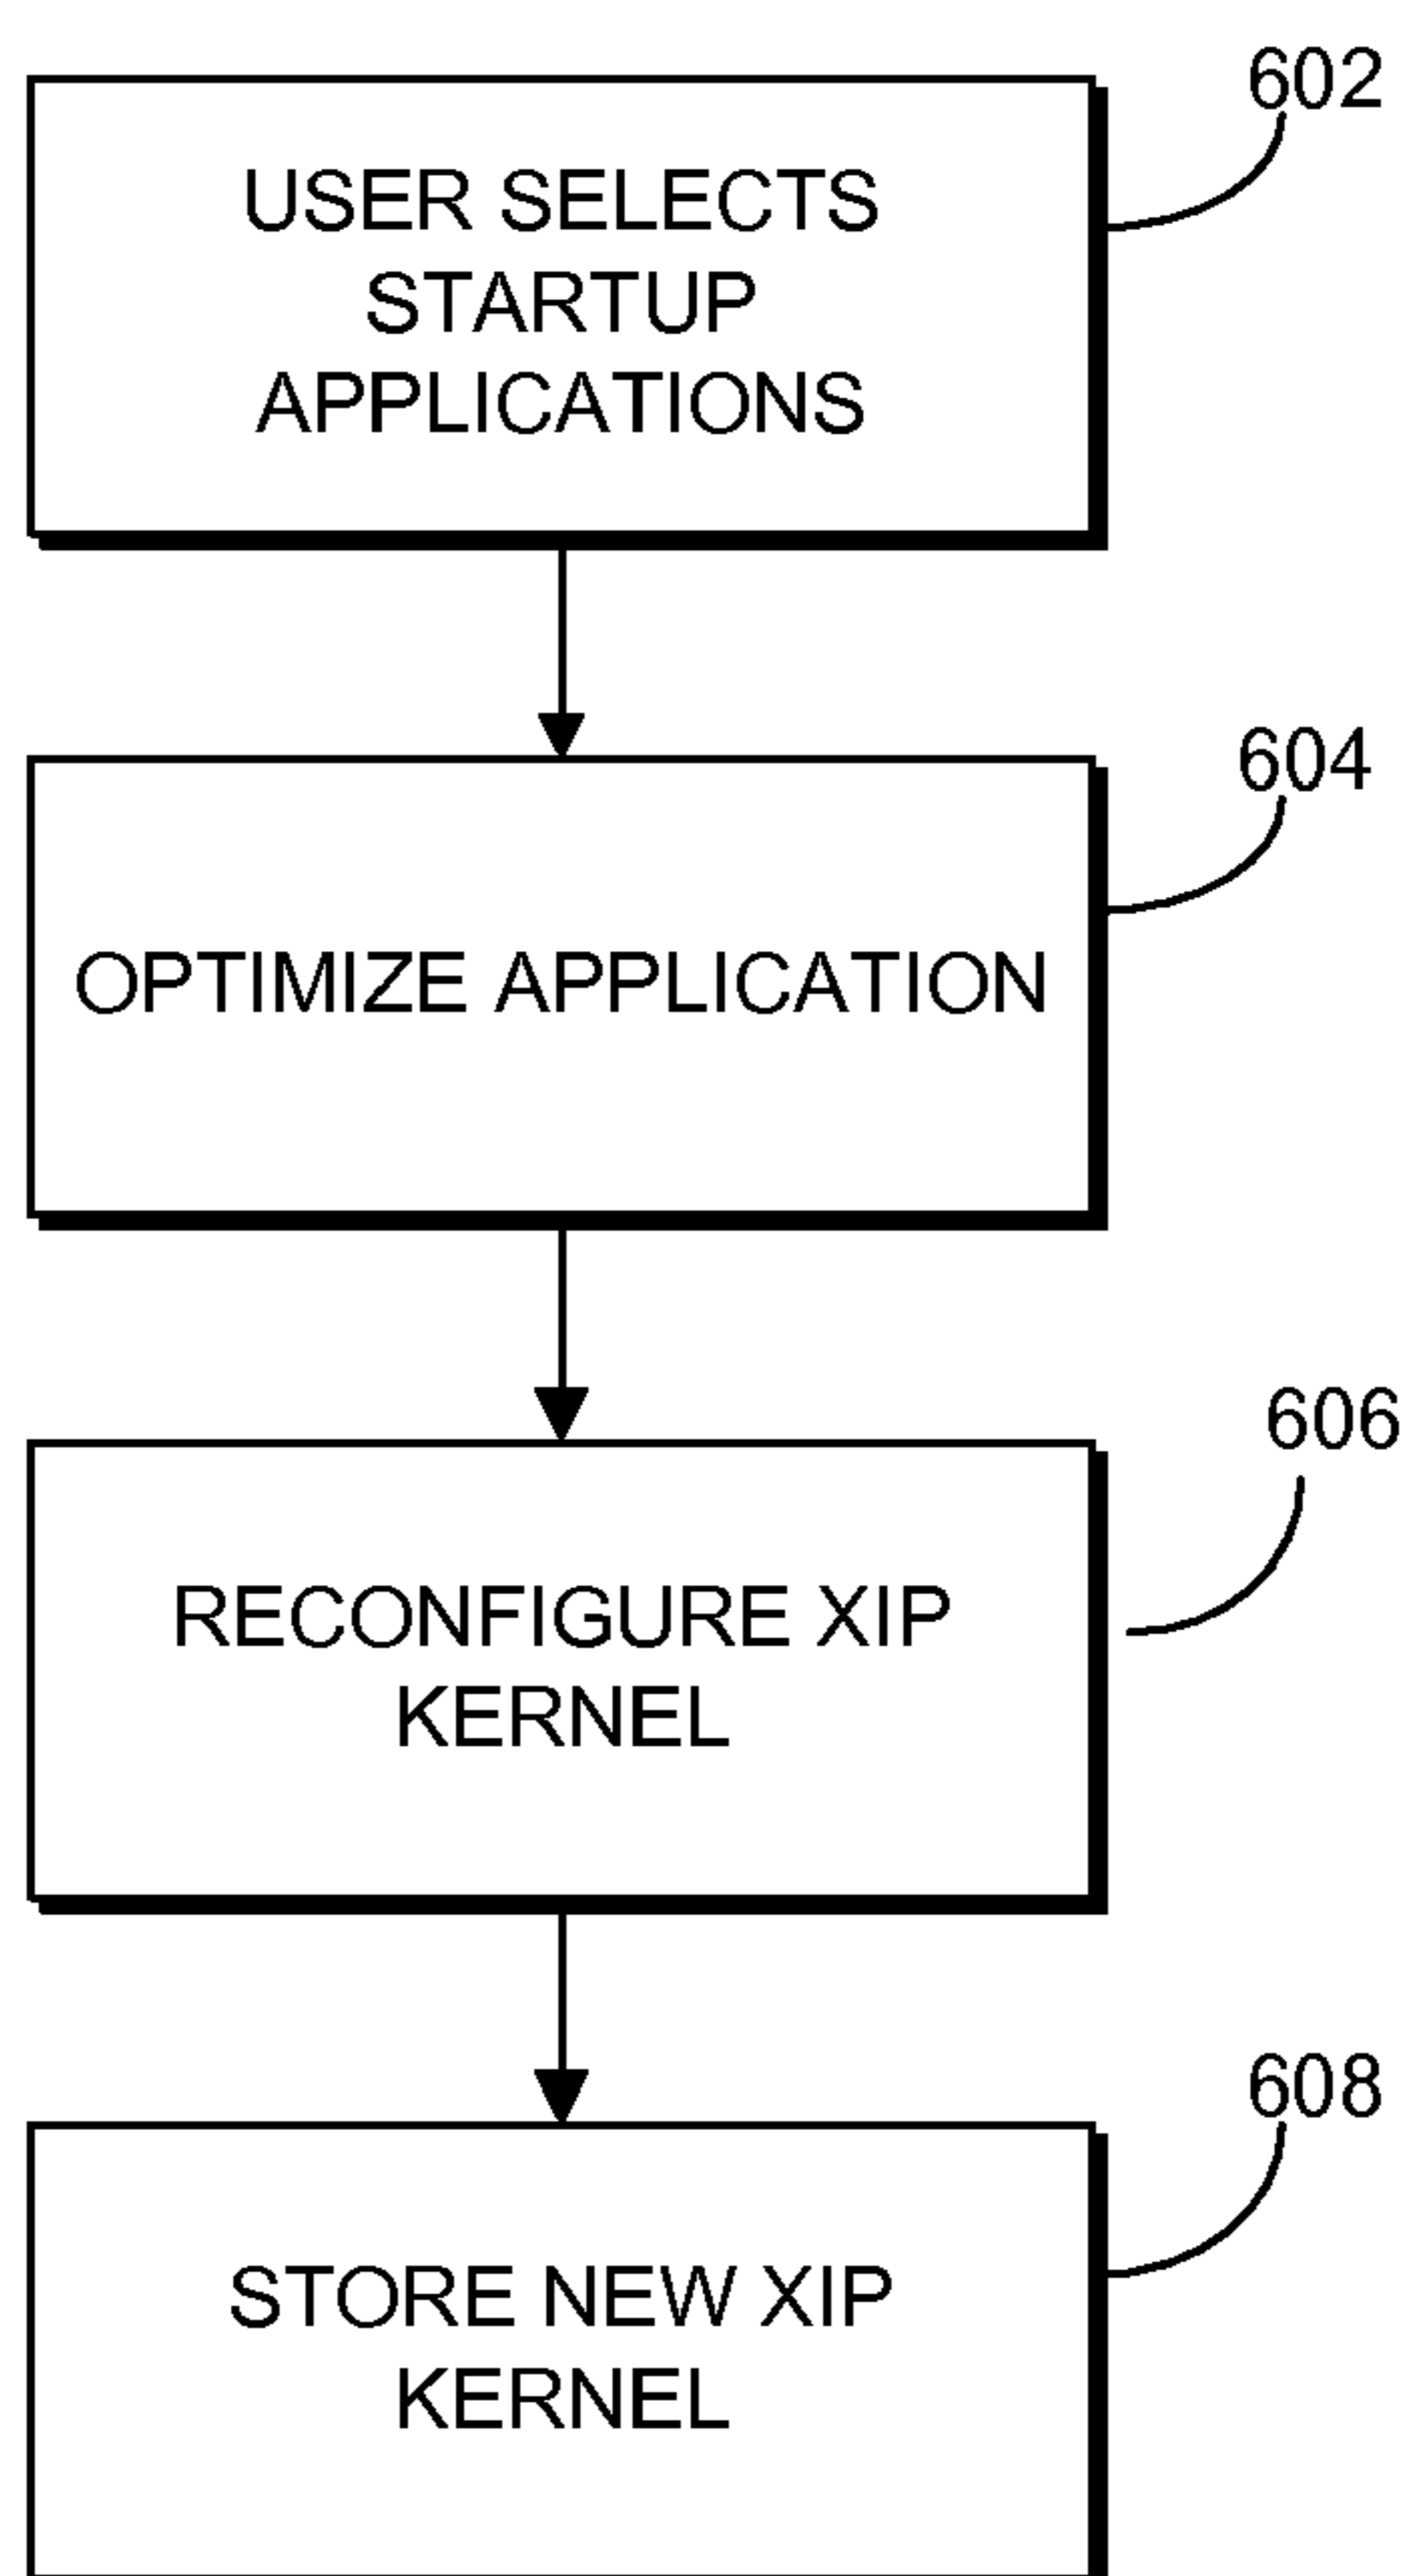 602
USER SELECTS
STARTUP
APPLICATIONS
604
OPTIMIZE APPLICATION
606
RECONFIGURE XIP
KERNEL
608
STORE NEW XIP
KERNEL